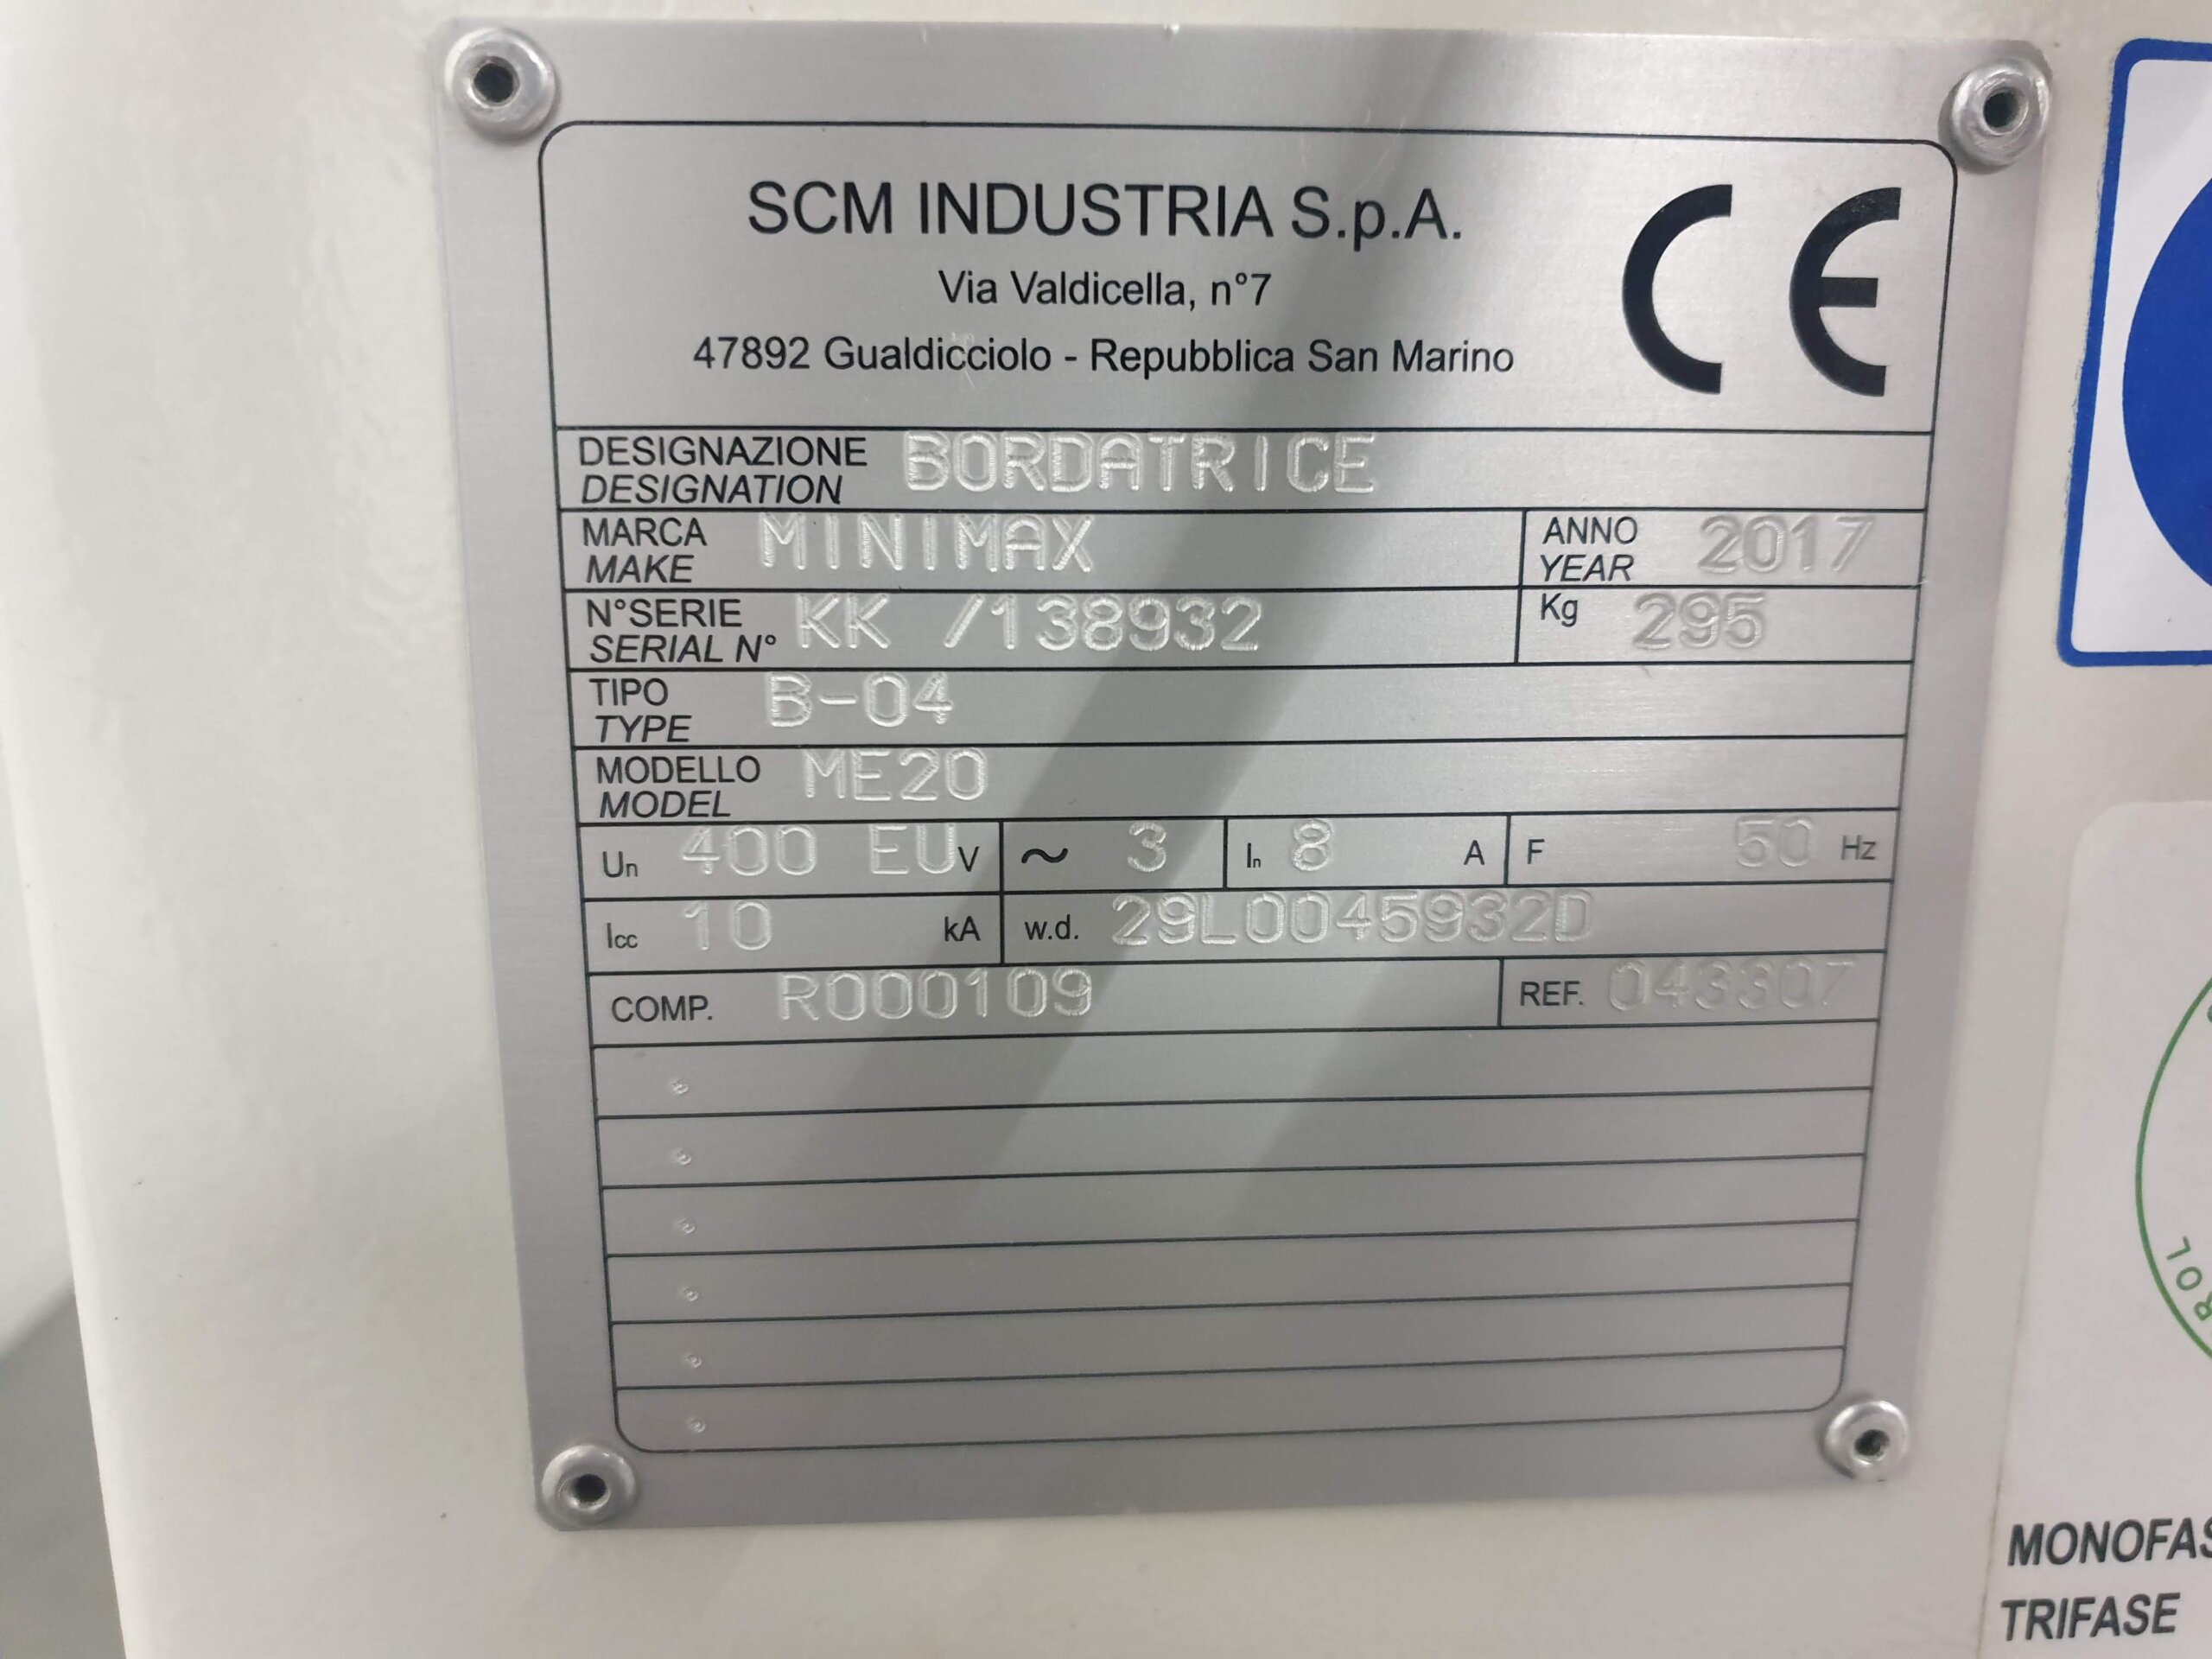 SCM INDUSTRIA S.p.A.
Via Valdicella, n°7
47892 Gualdicciolo - Repubblica San Marino
CE
DESIGNAZIONE BORDATRICE
DESIGNATION
MARCA MINIMAX
MAKE
ANNO 2017
YEAR
N°SERIE KK /138932
SERIAL N°
Kg 295
TIPO B-04
TYPE
MODELLO ME20
MODEL
Un 400 EU V ~ 3 In 8 A F 50 Hz
Icc 10 kA w.d. 29L0045932D
COMP. R000109 REF. 043307
TRIFASE